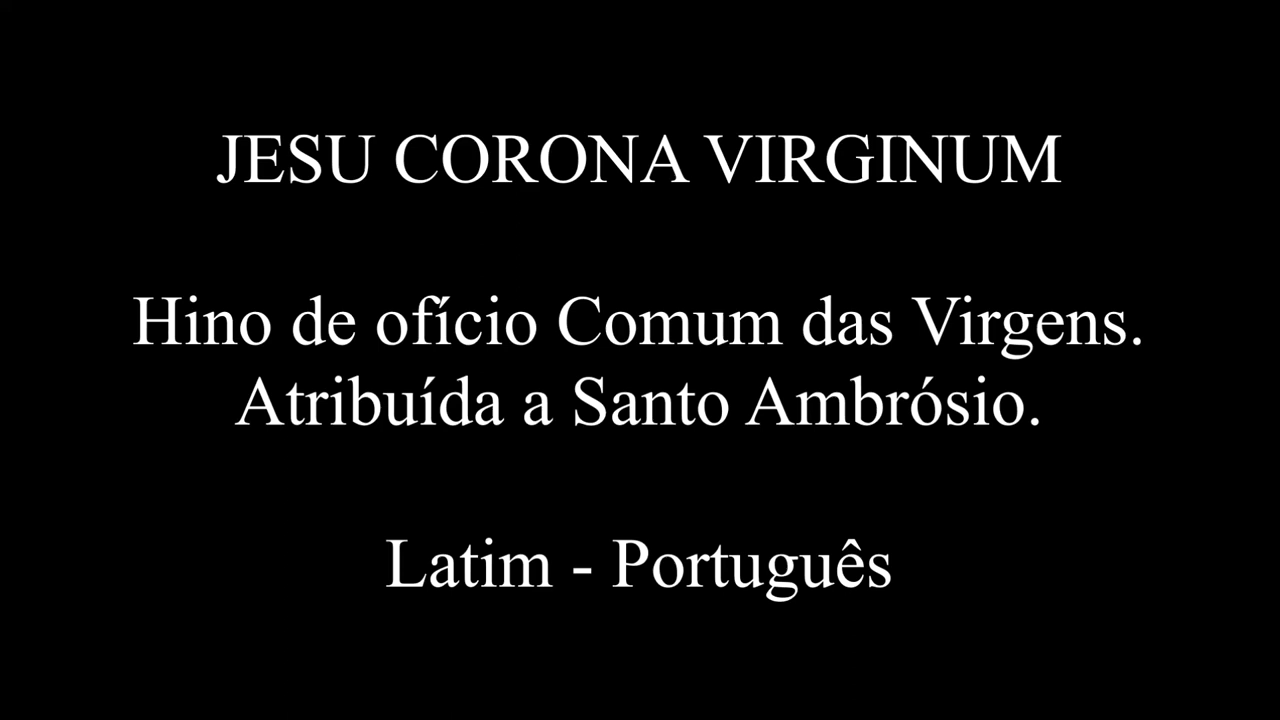 JESU CORONA VIRGINUM
Hino de ofício Comum das Virgens.
Atribuída a Santo Ambrósio.
Latim - Português